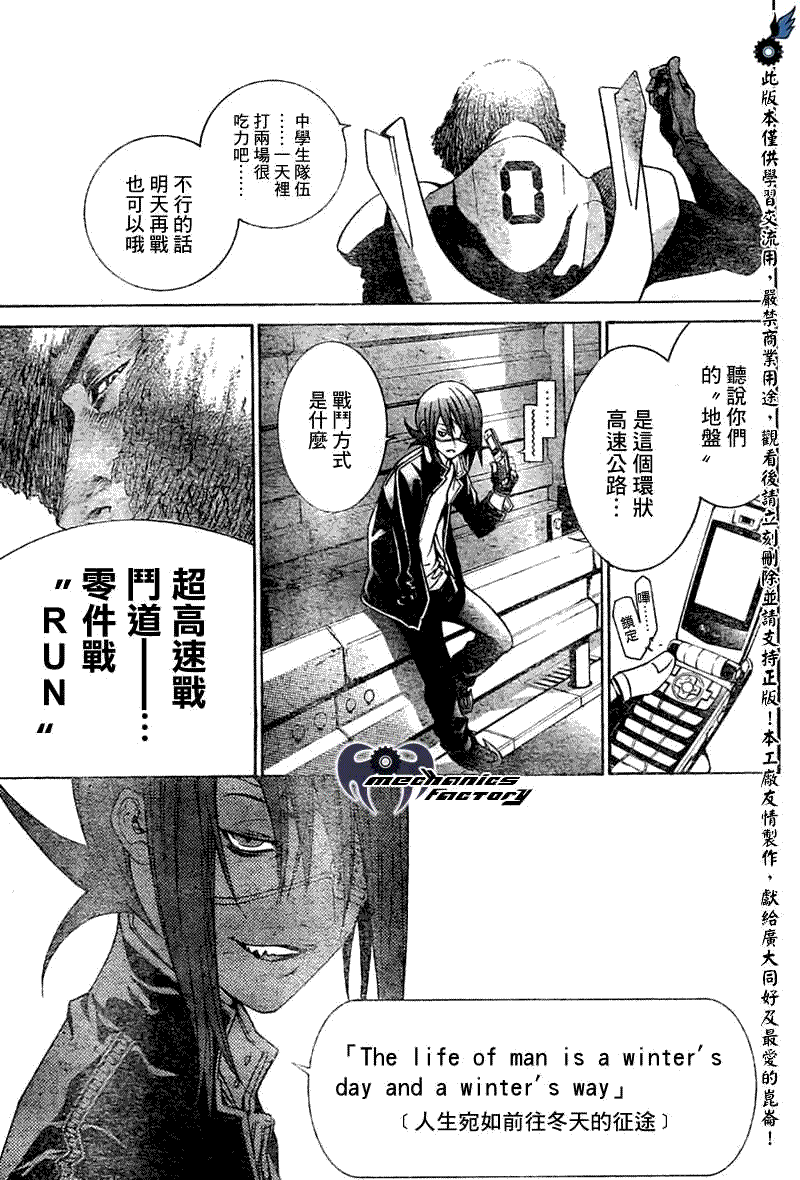 中學生隊伍
……一天裡
打兩場很
吃力吧……
不行的話
明天再戰
也可以哦
聽說你們
的〝地盤〞
是這個環狀
高速公路…
嗶……
鎖定
………
戰鬥方式
是什麼
超高速戰
鬥道——…
零件戰
〝RUN〞
mechanics
Factory
「The life of man is a winter's
day and a winter's way」
〔人生宛如前往冬天的征途〕
此版本僅供學習交流用，嚴禁商業用途，觀看後請立刻刪除並請支持正版！本工廠友情製作，獻給廣大同好及最愛的崑崙！
0